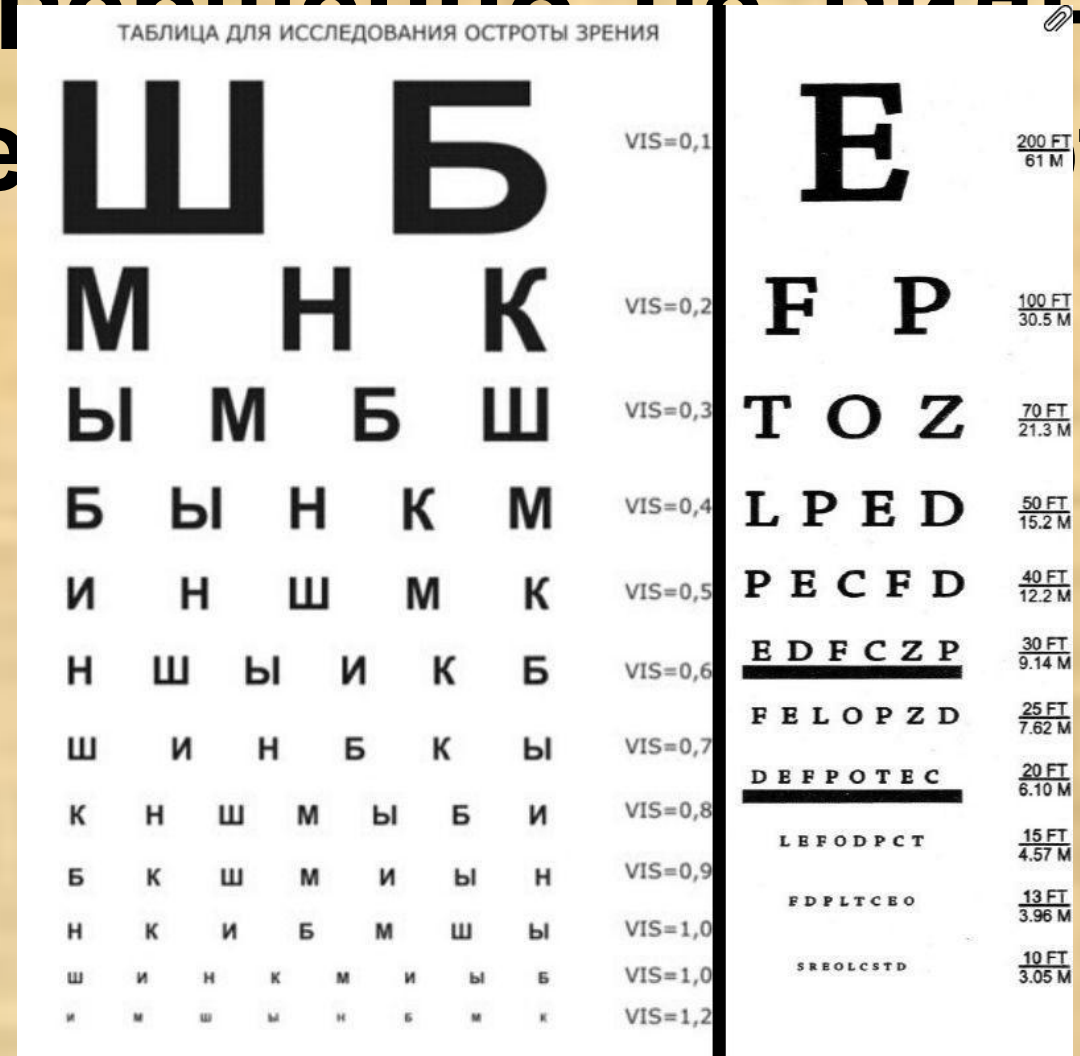 ТАБЛИЦА ДЛЯ ИССЛЕДОВАНИЯ ОСТРОТЫ ЗРЕНИЯ
Ш Б VIS=0,1
М Н К VIS=0,2
Ы М Б Ш VIS=0,3
Б Ы Н К М VIS=0,4
И Н Ш М К VIS=0,5
Н Ш Ы И К Б VIS=0,6
Ш И Н Б К Ы VIS=0,7
К Н Ш М Ы Б И VIS=0,8
Б К Ш М И Ы Н VIS=0,9
Н К И Б М Ш Ы VIS=1,0
Ш И Н К М И Ы Б VIS=1,0
И М Ш Ы Н Б М К VIS=1,2
E 200 FT
61 M
F P 100 FT
30.5 M
T O Z 70 FT
21.3 M
L P E D 50 FT
15.2 M
P E C F D 40 FT
12.2 M
E D F C Z P 30 FT
9.14 M
F E L O P Z D 25 FT
7.62 M
D E F P O T E C 20 FT
6.10 M
L E F O D P C T 15 FT
4.57 M
F D P L T C E O 13 FT
3.96 M
S R E O L C S T D 10 FT
3.05 M